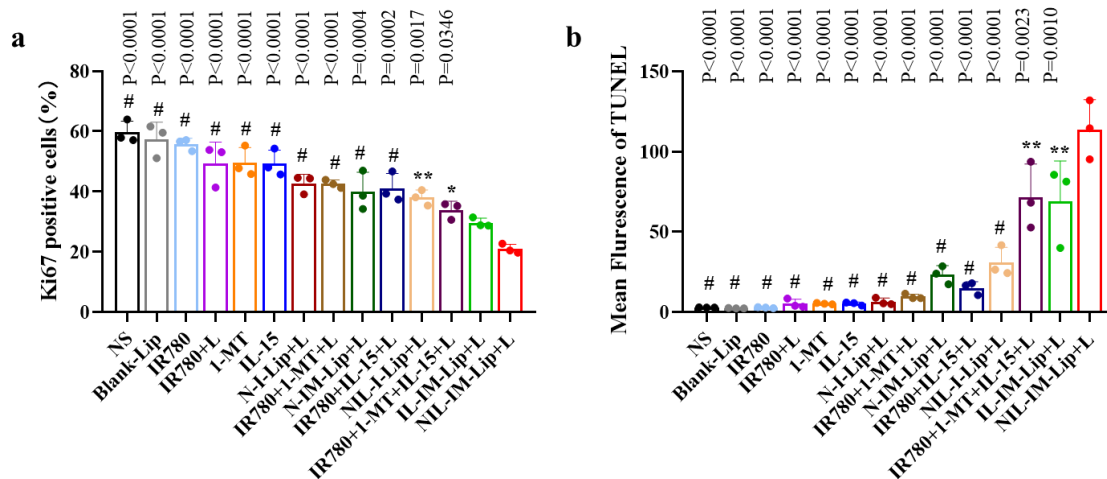 a
P<0.0001
P<0.0001
P<0.0001
P<0.0001
P<0.0001
P<0.0001
P<0.0001
P<0.0001
P=0.0004
P=0.0002
P=0.0017
P=0.0346
Ki67 positive cells (%)
80
60
40
20
0
#
#
#
#
#
#
#
#
#
#
**
*
NS
Blank-Lip
IR780
IR780+L
1-MT
IL-15
N-I-Lip+L
IR780+1-MT+L
N-IM-Lip+L
IR780+IL-15+L
NIL-I-Lip+L
IR780+1-MT+IL-15+L
IL-IM-Lip+L
NIL-IM-Lip+L
b
P<0.0001
P<0.0001
P<0.0001
P<0.0001
P<0.0001
P<0.0001
P<0.0001
P<0.0001
P<0.0001
P<0.0001
P<0.0001
P=0.0023
P=0.0010
Mean Flurescence of TUNEL
150
100
50
0
#
#
#
#
#
#
#
#
#
#
#
**
**
NS
Blank-Lip
IR780
IR780+L
1-MT
IL-15
N-I-Lip+L
IR780+1-MT+L
N-IM-Lip+L
IR780+IL-15+L
NIL-I-Lip+L
IR780+1-MT+IL-15+L
IL-IM-Lip+L
NIL-IM-Lip+L